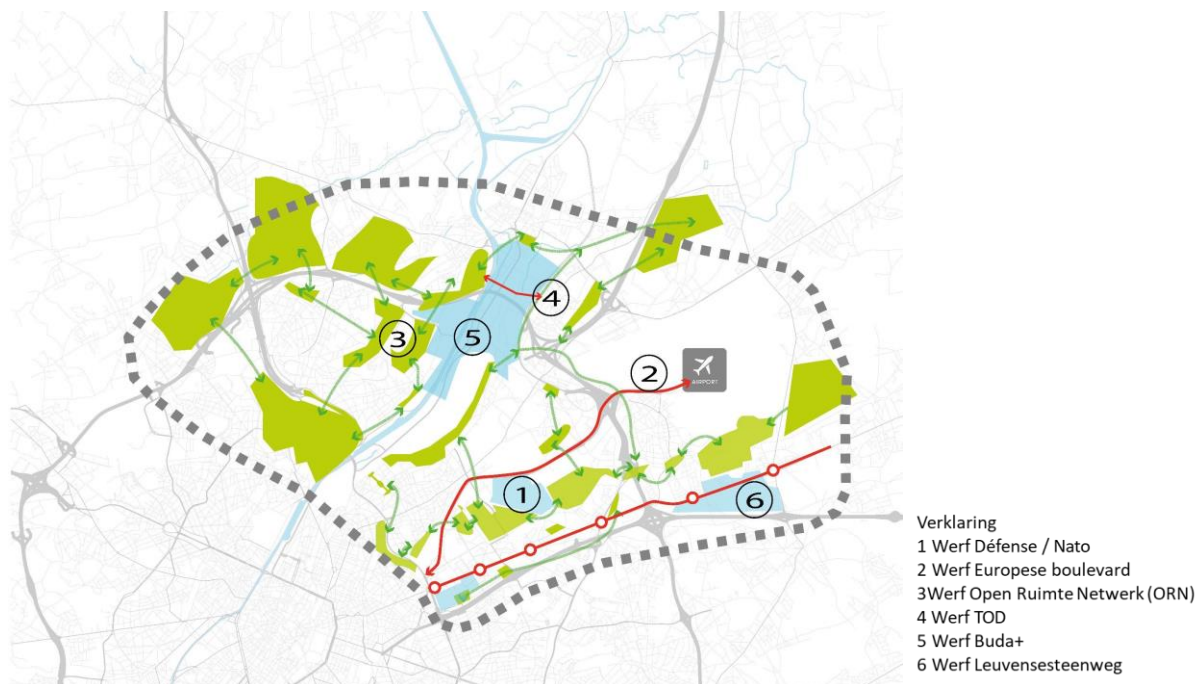 4
3
5
2
AIRPORT
1
6
Verklaring
1 Werf Défense / Nato
2 Werf Europese boulevard
3Werf Open Ruimte Netwerk (ORN)
4 Werf TOD
5 Werf Buda+
6 Werf Leuvensesteenweg